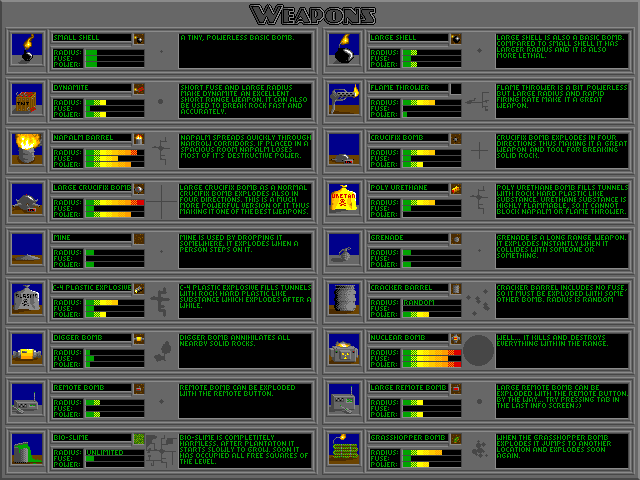 WEAPONS
SMALL SHELL
RADIUS:
FUSE:
POWER:
A TINY, POWERLESS BASIC BOMB.
LARGE SHELL
RADIUS:
FUSE:
POWER:
LARGE SHELL IS ALSO A BASIC BOMB.
COMPARED TO SMALL SHELL IT HAS
LARGER RADIUS AND IT IS ALSO
MORE LETHAL.
DYNAMITE
RADIUS:
FUSE:
POWER:
SHORT FUSE AND LARGE RADIUS
MAKE DYNAMITE AN EXCELLENT
SHORT RANGE WEAPON. IT CAN ALSO
BE USED TO BREAK ROCK FAST AND
ACCURATELY.
FLAME THROWER
RADIUS:
FUSE:
POWER:
FLAME THROWER IS A BIT POWERLESS
BUT LARGE RADIUS AND RAPID
FIRING RATE MAKE IT A GREAT
WEAPON.
NAPALM BARREL
RADIUS:
FUSE:
POWER:
NAPALM SPREADS QUICKLY THROUGH
NARROW CORRIDORS. IF PLACED IN A
SPACIOUS ROOM NAPALM LOSES
MOST OF IT'S DESTRUCTIVE POWER.
CRUCIFIX BOMB
RADIUS:
FUSE:
POWER:
CRUCIFIX BOMB EXPLODES IN FOUR
DIRECTIONS THUS MAKING IT A GREAT
WEAPON AND TOOL FOR BREAKING
SOLID ROCK.
LARGE CRUCIFIX BOMB
RADIUS:
FUSE:
POWER:
LARGE CRUCIFIX BOMB AS A NORMAL
CRUCIFIX BOMB EXPLODES ALSO IN
FOUR DIRECTIONS. THIS IS A MUCH
MORE POWERFUL VERSION OF IT THUS
MAKING IT ONE OF THE BEST WEAPONS.
URETAN
POLY URETHANE
RADIUS:
FUSE:
POWER:
POLY URETHANE BOMB FILLS TUNNELS
WITH ROCK HARD PLASTIC LIKE
SUBSTANCE. URETHANE SUBSTANCE IS
HIGHLY FLAMMABLE, SO IT CANNOT
BLOCK NAPALM OR FLAME THROWER.
MINE
RADIUS:
FUSE:
POWER:
MINE IS USED BY DROPPING IT
SOMEWHERE. IT EXPLODES WHEN A
PERSON STEPS ON IT.
GRENADE
RADIUS:
FUSE:
POWER:
GRENADE IS A LONG RANGE WEAPON.
IT EXPLODES INSTANTLY WHEN IT
COLLIDES WITH SOMEONE OR
SOMETHING.
PLASTIC
C-4 PLASTIC EXPLOSIVE
RADIUS:
FUSE:
POWER:
C-4 PLASTIC EXPLOSIVE FILLS TUNNELS
WITH ROCK HARD PLASTIC LIKE
SUBSTANCE WHICH EXPLODES AFTER A
WHILE.
CRACKER BARREL
RADIUS:
FUSE: RANDOM
POWER:
CRACKER BARREL INCLUDES NO FUSE,
SO IT MUST BE EXPLODED WITH SOME
OTHER BOMB. RADIUS IS RANDOM
DIGGER BOMB
RADIUS:
FUSE:
POWER:
DIGGER BOMB ANNIHILATES ALL
NEARBY SOLID ROCKS.
NUCLEAR BOMB
RADIUS:
FUSE:
POWER:
WELL... IT KILLS AND DESTROYS
EVERYTHING WITHIN THE RANGE.
REMOTE BOMB
RADIUS:
FUSE:
POWER:
REMOTE BOMB CAN BE EXPLODED
WITH THE REMOTE BUTTON.
LARGE REMOTE BOMB
RADIUS:
FUSE:
POWER:
LARGE REMOTE BOMB CAN BE
EXPLODED WITH THE REMOTE BUTTON.
BY THE WAY... TRY PRESSING TAB IN
THE LAST INFO SCREEN ;)
BIO-SLIME
RADIUS: UNLIMITED
FUSE:
POWER:
BIO-SLIME IS COMPLETITELY
HARMLESS. AFTER PLANTATON IT
STARTS SLOWLY TO GROW. SOON IT
HAS OCCUPIED ALL FREE SQUARES OF
THE LEVEL.
GRASSHOPPER BOMB
RADIUS:
FUSE:
POWER:
WHEN THE GRASSHOPPER BOMB
EXPLODES IT JUMPS TO ANOTHER
LOCATION AND EXPLODES SOON
AGAIN.